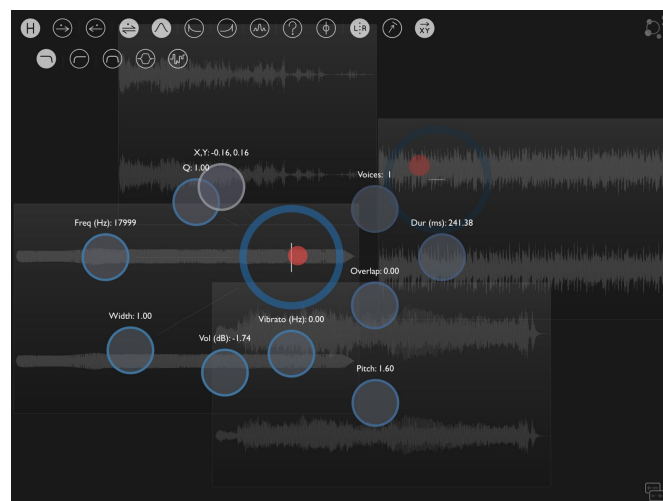 H
?
L:R
XY
X,Y: -0.16, 0.16
Q: 1.00
Voices: 1
Freq (Hz): 17999
Dur (ms): 241.38
Overlap: 0.00
Width: 1.00
Vibrato (Hz): 0.00
Vol (dB): -1.74
Pitch: 1.60